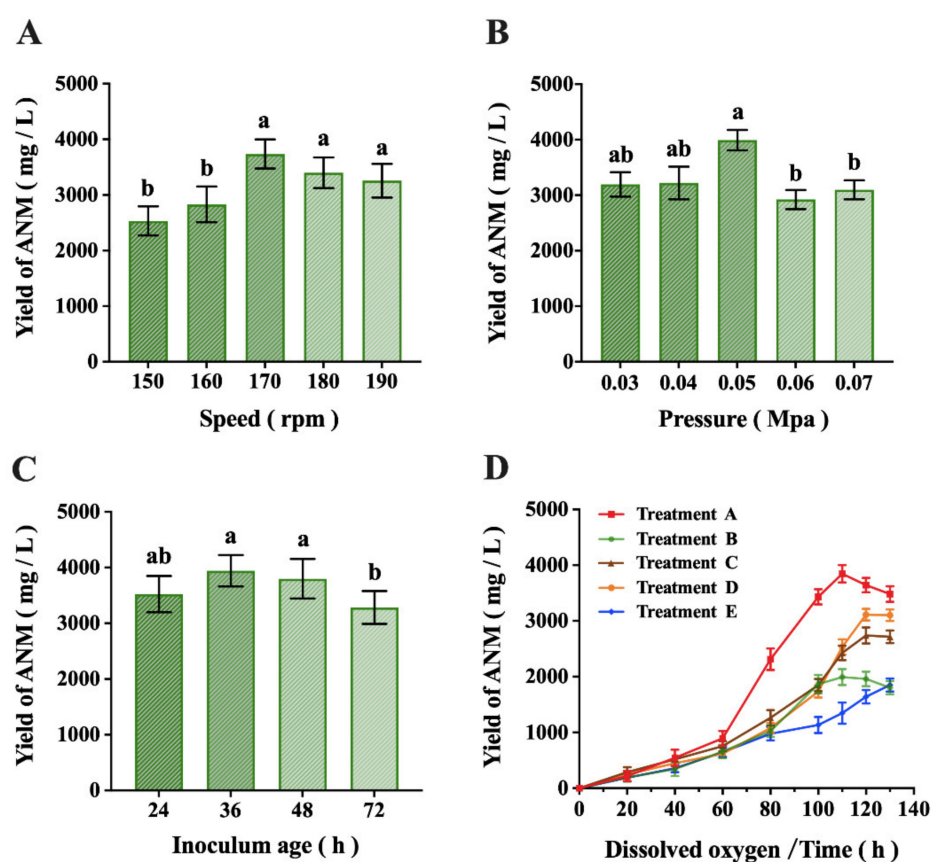 A
Yield of ANM ( mg / L )
5000
4000
3000
2000
1000
0
b
b
a
a
a
150 160 170 180 190
Speed ( rpm )
B
Yield of ANM ( mg / L )
5000
4000
3000
2000
1000
0
ab
ab
a
b
b
0.03 0.04 0.05 0.06 0.07
Pressure ( Mpa )
C
Yield of ANM ( mg / L )
5000
4000
3000
2000
1000
0
ab
a
a
b
24 36 48 72
Inoculum age ( h )
D
Yield of ANM ( mg / L )
5000
4000
3000
2000
1000
0
Treatment A
Treatment B
Treatment C
Treatment D
Treatment E
0 20 40 60 80 100 120 140
Dissolved oxygen /Time ( h )